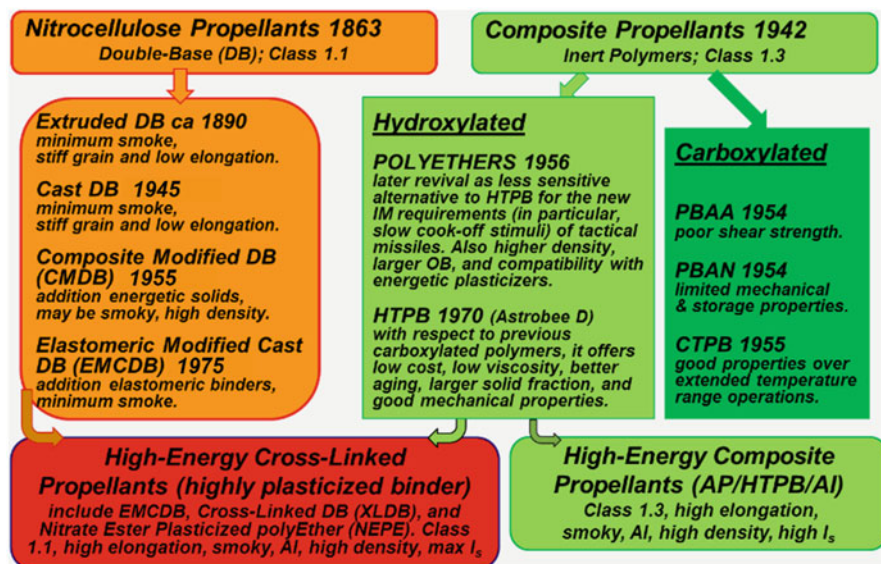 Nitrocellulose Propellants 1863
Double-Base (DB); Class 1.1
Composite Propellants 1942
Inert Polymers; Class 1.3
Extruded DB ca 1890
minimum smoke,
stiff grain and low elongation.
Cast DB 1945
minimum smoke,
stiff grain and low elongation.
Composite Modified DB
(CMDB) 1955
addition energetic solids,
may be smoky, high density.
Elastomeric Modified Cast
DB (EMCDB) 1975
addition elastomeric binders,
minimum smoke.
Hydroxylated
POLYETHERS 1956
later revival as less sensitive
alternative to HTPB for the new
IM requirements (in particular,
slow cook-off stimuli) of tactical
missiles. Also higher density,
larger OB, and compatibility with
energetic plasticizers.
HTPB 1970 (Astrobee D)
with respect to previous
carboxylated polymers, it offers
low cost, low viscosity, better
aging, larger solid fraction, and
good mechanical properties.
Carboxylated
PBAA 1954
poor shear strength.
PBAN 1954
limited mechanical
& storage properties.
CTPB 1955
good properties over
extended temperature
range operations.
High-Energy Cross-Linked
Propellants (highly plasticized binder)
include EMCDB, Cross-Linked DB (XLDB), and
Nitrate Ester Plasticized polyEther (NEPE). Class
1.1, high elongation, smoky, Al, high density, max Is
High-Energy Composite
Propellants (AP/HTPB/Al)
Class 1.3, high elongation,
smoky, Al, high density, high Is